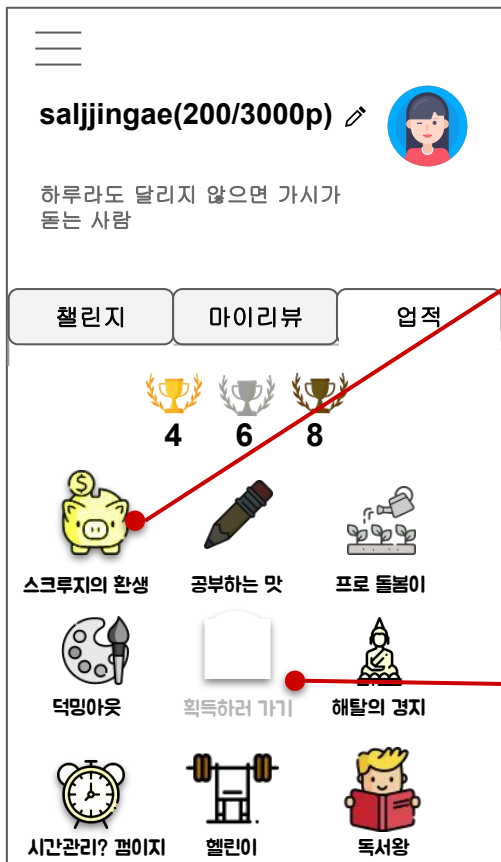 saljjingae(200/3000p)
하루라도 달리지 않으면 가시가
돋는 사람
챌린지 마이리뷰 업적
4 6 8
$
스크루지의 환생 공부하는 맛 프로 돌봄이
덕밍아웃 획득하러 가기 해탈의 경지
시간관리? 껌이지 헬린이 독서왕